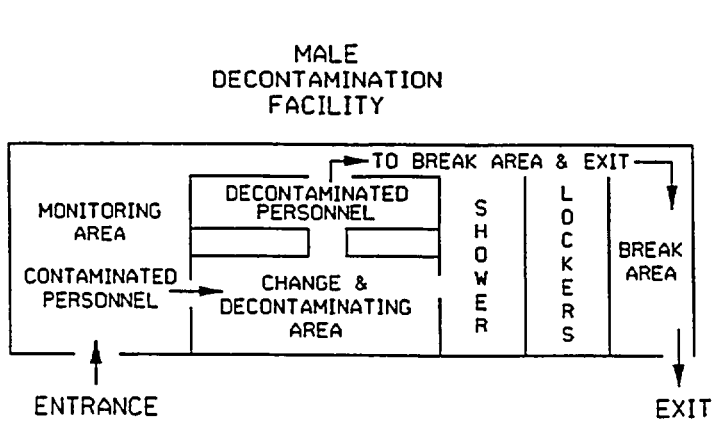 MALE
DECONTAMINATION
FACILITY
TO BREAK AREA & EXIT
DECONTAMINATED
PERSONNEL
MONITORING
AREA
CONTAMINATED
PERSONNEL
CHANGE &
DECONTAMINATING
AREA
SHOWER
LOCKERS
BREAK
AREA
ENTRANCE
EXIT